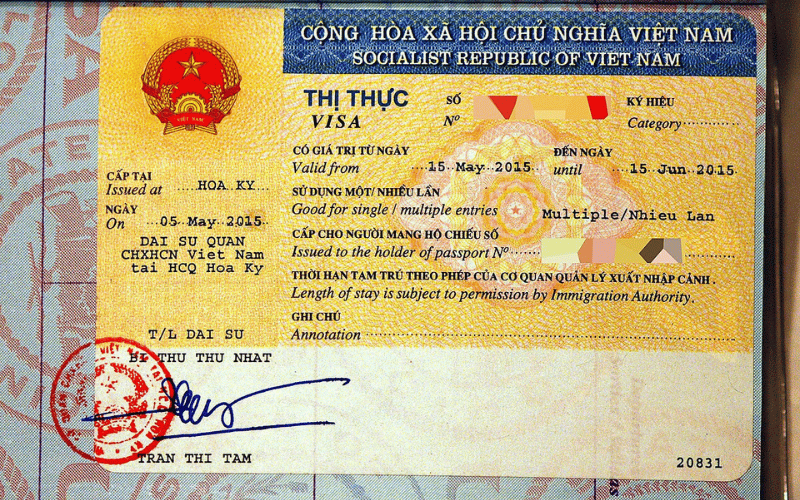 CỘNG HÒA XÃ HỘI CHỦ NGHĨA VIỆT NAM
SOCIALIST REPUBLIC OF VIET NAM
VIỆT NAM
THỊ THỰC
VISA
SỐ
Nº
KÝ HIỆU
Category
CÓ GIÁ TRỊ TỪ NGÀY
Valid from 15 May 2015
ĐẾN NGÀY
until 15 Jun 2015
SỬ DỤNG MỘT/ NHIỀU LẦN
Good for single / multiple entries Multiple/Nhieu Lan
CẤP CHO NGƯỜI MANG HỘ CHIẾU SỐ
Issued to the holder of passport Nº
THỜI HẠN TẠM TRÚ THEO PHÉP CỦA CƠ QUAN QUẢN LÝ XUẤT NHẬP CẢNH .
Length of stay is subject to permission by Immigration Authority.
GHI CHÚ
Annotation
CẤP TẠI
Issued at HOA KY
NGÀY
On 05 May 2015
DAI SU QUAN
CHXHCN Viet Nam
tai HCQ Hoa Ky
T/L DAI SU
BI THU THU NHAT
TRAN THI TAM
20831